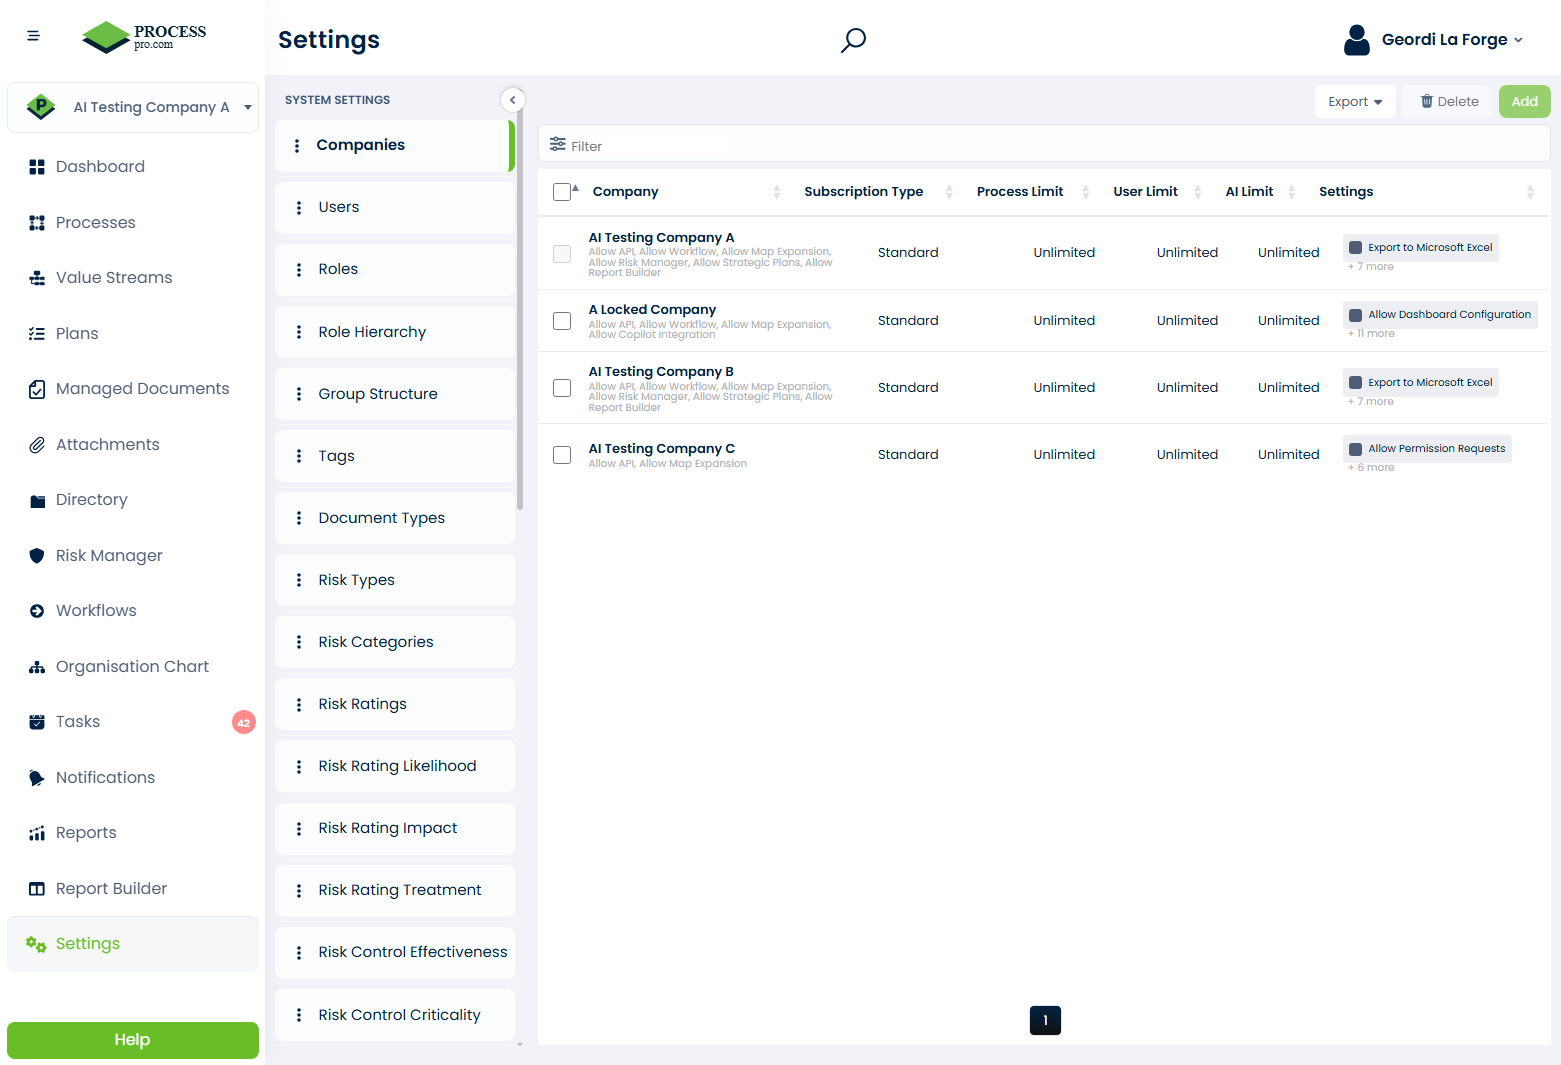 PROCESS
pro.com
Settings
Geordi La Forge
P
AI Testing Company A
Dashboard
Processes
Value Streams
Plans
Managed Documents
Attachments
Directory
Risk Manager
Workflows
Organisation Chart
Tasks
42
Notifications
Reports
Report Builder
Settings
Help
SYSTEM SETTINGS
Companies
Users
Roles
Role Hierarchy
Group Structure
Tags
Document Types
Risk Types
Risk Categories
Risk Ratings
Risk Rating Likelihood
Risk Rating Impact
Risk Rating Treatment
Risk Control Effectiveness
Risk Control Criticality
Export
Delete
Add
Filter
Company Subscription Type Process Limit User Limit AI Limit Settings
AI Testing Company A
Allow API, Allow Workflow, Allow Map Expansion,
Allow Risk Manager, Allow Strategic Plans, Allow
Report Builder
Standard Unlimited Unlimited Unlimited
Export to Microsoft Excel
+ 7 more
A Locked Company
Allow API, Allow Workflow, Allow Map Expansion,
Allow Copilot Integration
Standard Unlimited Unlimited Unlimited
Allow Dashboard Configuration
+ 11 more
AI Testing Company B
Allow API, Allow Workflow, Allow Map Expansion,
Allow Risk Manager, Allow Strategic Plans, Allow
Report Builder
Standard Unlimited Unlimited Unlimited
Export to Microsoft Excel
+ 7 more
AI Testing Company C
Allow API, Allow Map Expansion
Standard Unlimited Unlimited Unlimited
Allow Permission Requests
+ 6 more
1